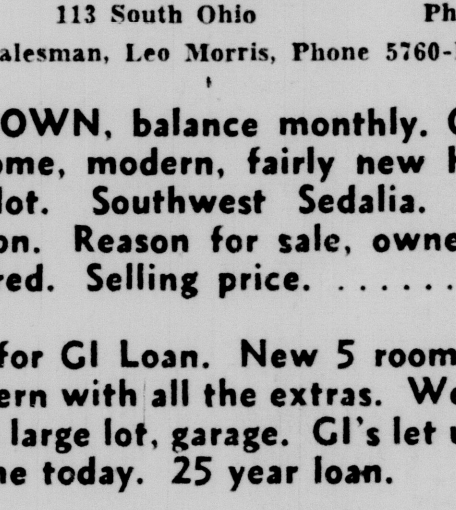 113 South Ohio Ph
alesman, Leo Morris, Phone 5760-
OWN, balance monthly.
ome, modern, fairly new
lot. Southwest Sedalia.
on. Reason for sale, owne
red. Selling price. . . . . . .
for GI Loan. New 5 room
ern with all the extras. We
large lot, garage. GI's let
ne today. 25 year loan.